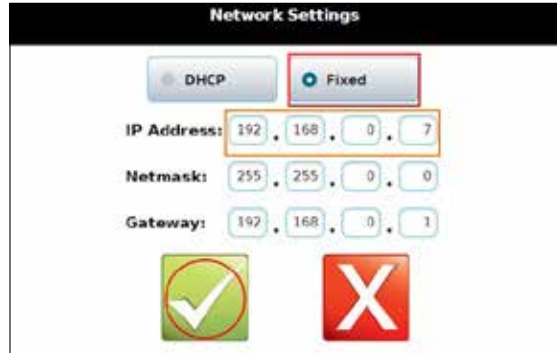 Network Settings
DHCP Fixed
IP Address: 192 . 168 . 0 . 7
Netmask: 255 . 255 . 0 . 0
Gateway: 192 . 168 . 0 . 1